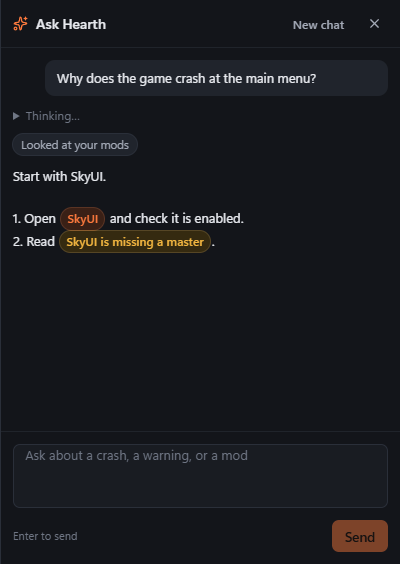 Ask Hearth New chat
Why does the game crash at the main menu?
Thinking...
Looked at your mods
Start with SkyUI.
1. Open SkyUI and check it is enabled.
2. Read SkyUI is missing a master.
Ask about a crash, a warning, or a mod
Enter to send Send